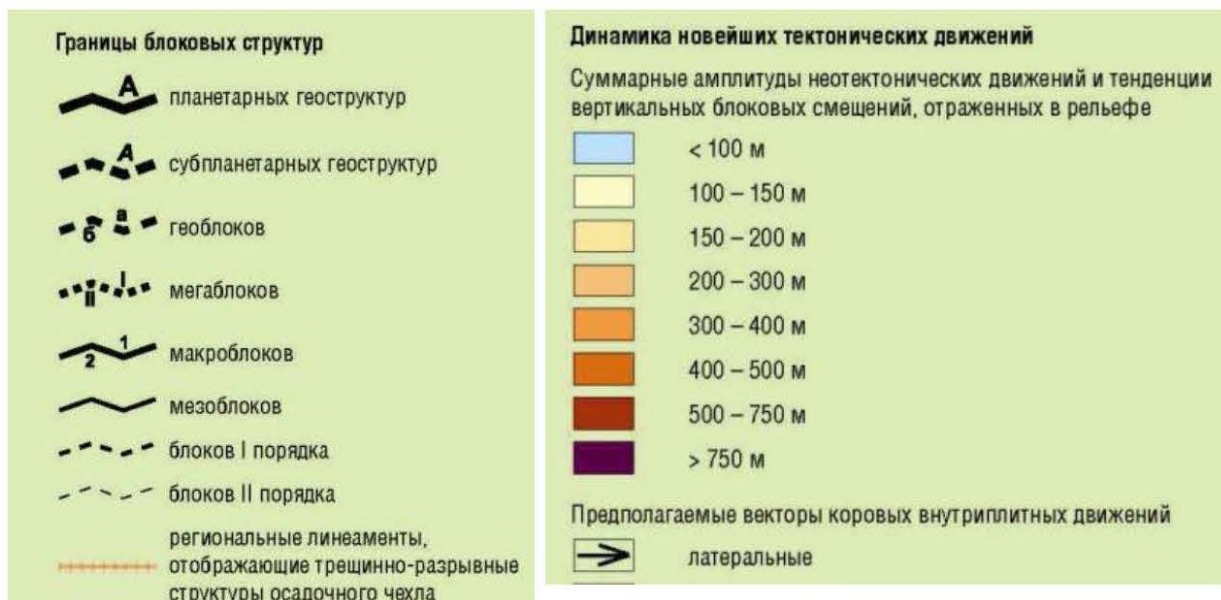 Границы блоковых структур
А
планетарных геоструктур
А
субпланетарных геоструктур
а
б
геоблоков
I
II
мегаблоков
1
2
макроблоков
мезоблоков
блоков I порядка
блоков II порядка
региональные линеаменты,
отображающие трещинно-разрывные
структуры осадочного чехла
Динамика новейших тектонических движений
Суммарные амплитуды неотектонических движений и тенденции
вертикальных блоковых смещений, отраженных в рельефе
< 100 м
100 – 150 м
150 – 200 м
200 – 300 м
300 – 400 м
400 – 500 м
500 – 750 м
> 750 м
Предполагаемые векторы коровых внутриплитных движений
латеральные